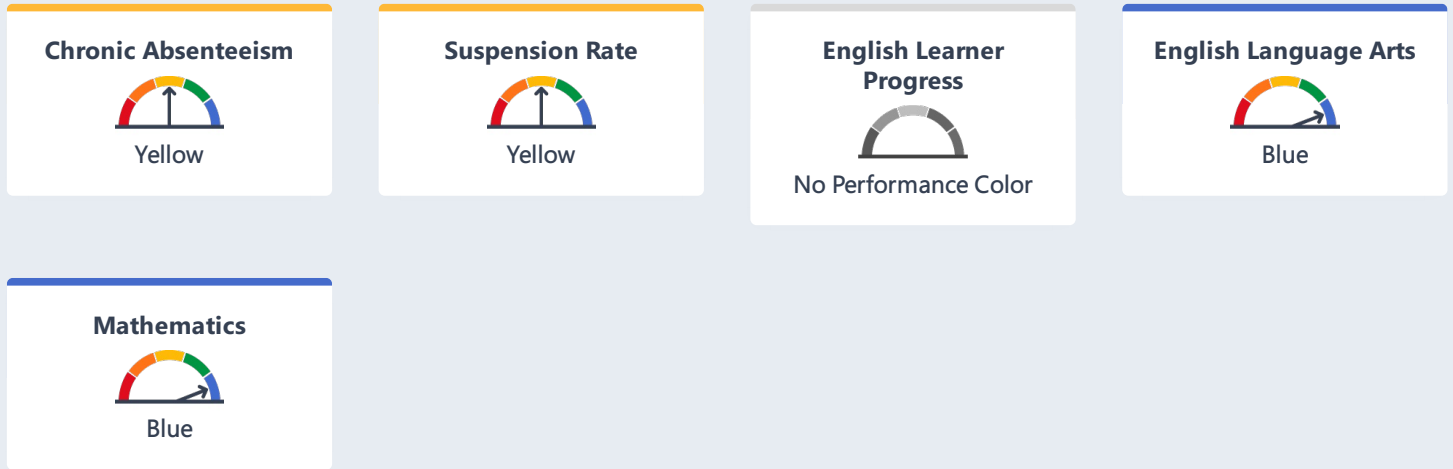 Chronic Absenteeism
Yellow
Suspension Rate
Yellow
English Learner
Progress
No Performance Color
English Language Arts
Blue
Mathematics
Blue